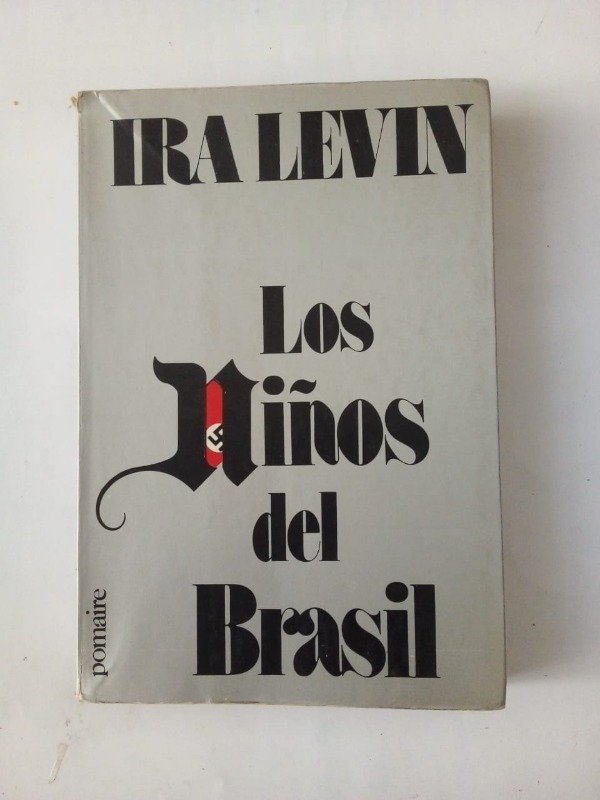 IRA LEVIN
Los
Niños
del
Brasil
pomaire